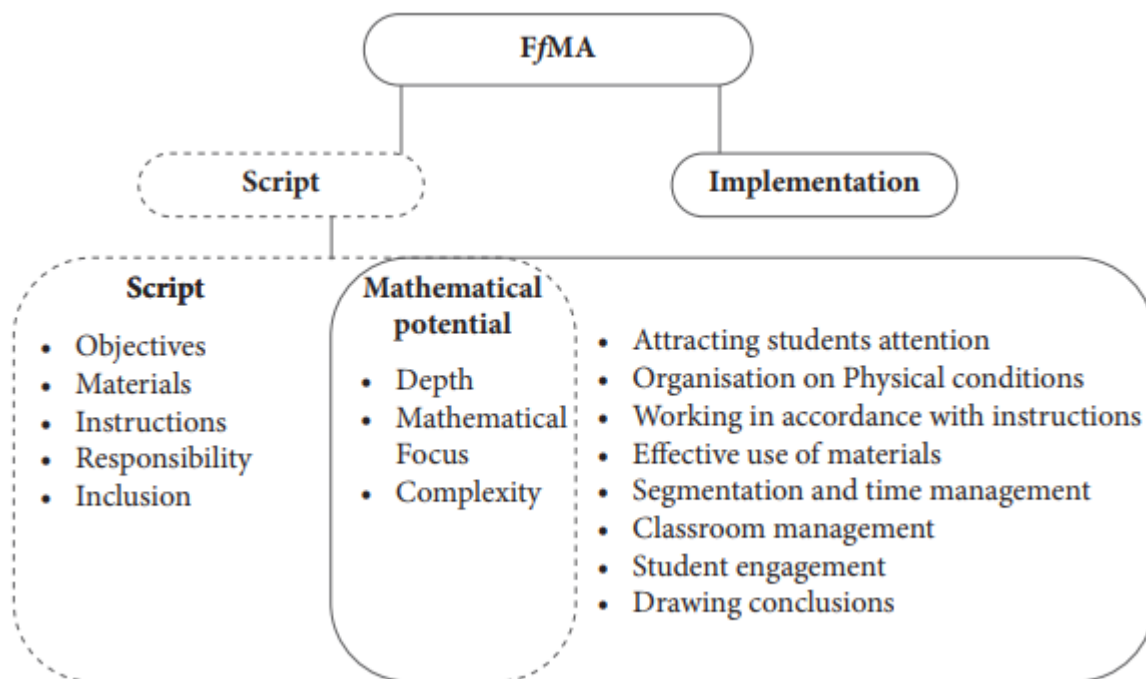 FfMA
Script
Implementation
Script
• Objectives
• Materials
• Instructions
• Responsibility
• Inclusion
Mathematical
potential
• Depth
• Mathematical
Focus
• Complexity
• Attracting students attention
• Organisation on Physical conditions
• Working in accordance with instructions
• Effective use of materials
• Segmentation and time management
• Classroom management
• Student engagement
• Drawing conclusions